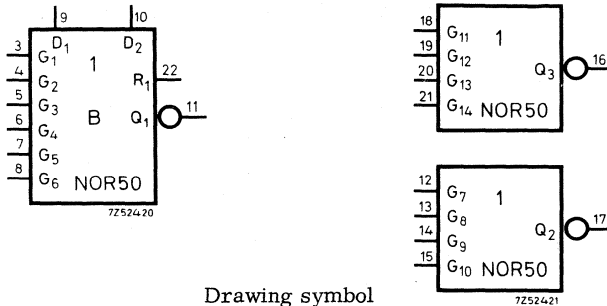 9 10
D1 D2
3 G1 1
4 G2 R1 22
5 G3
6 G4 B Q1 11
7 G5
8 G6 NOR50
7Z52420
18 G11 1
19 G12
20 G13 Q3 16
21 G14 NOR50
12 G7 1
13 G8
14 G9 Q2 17
15 G10 NOR50
7Z52421
Drawing symbol